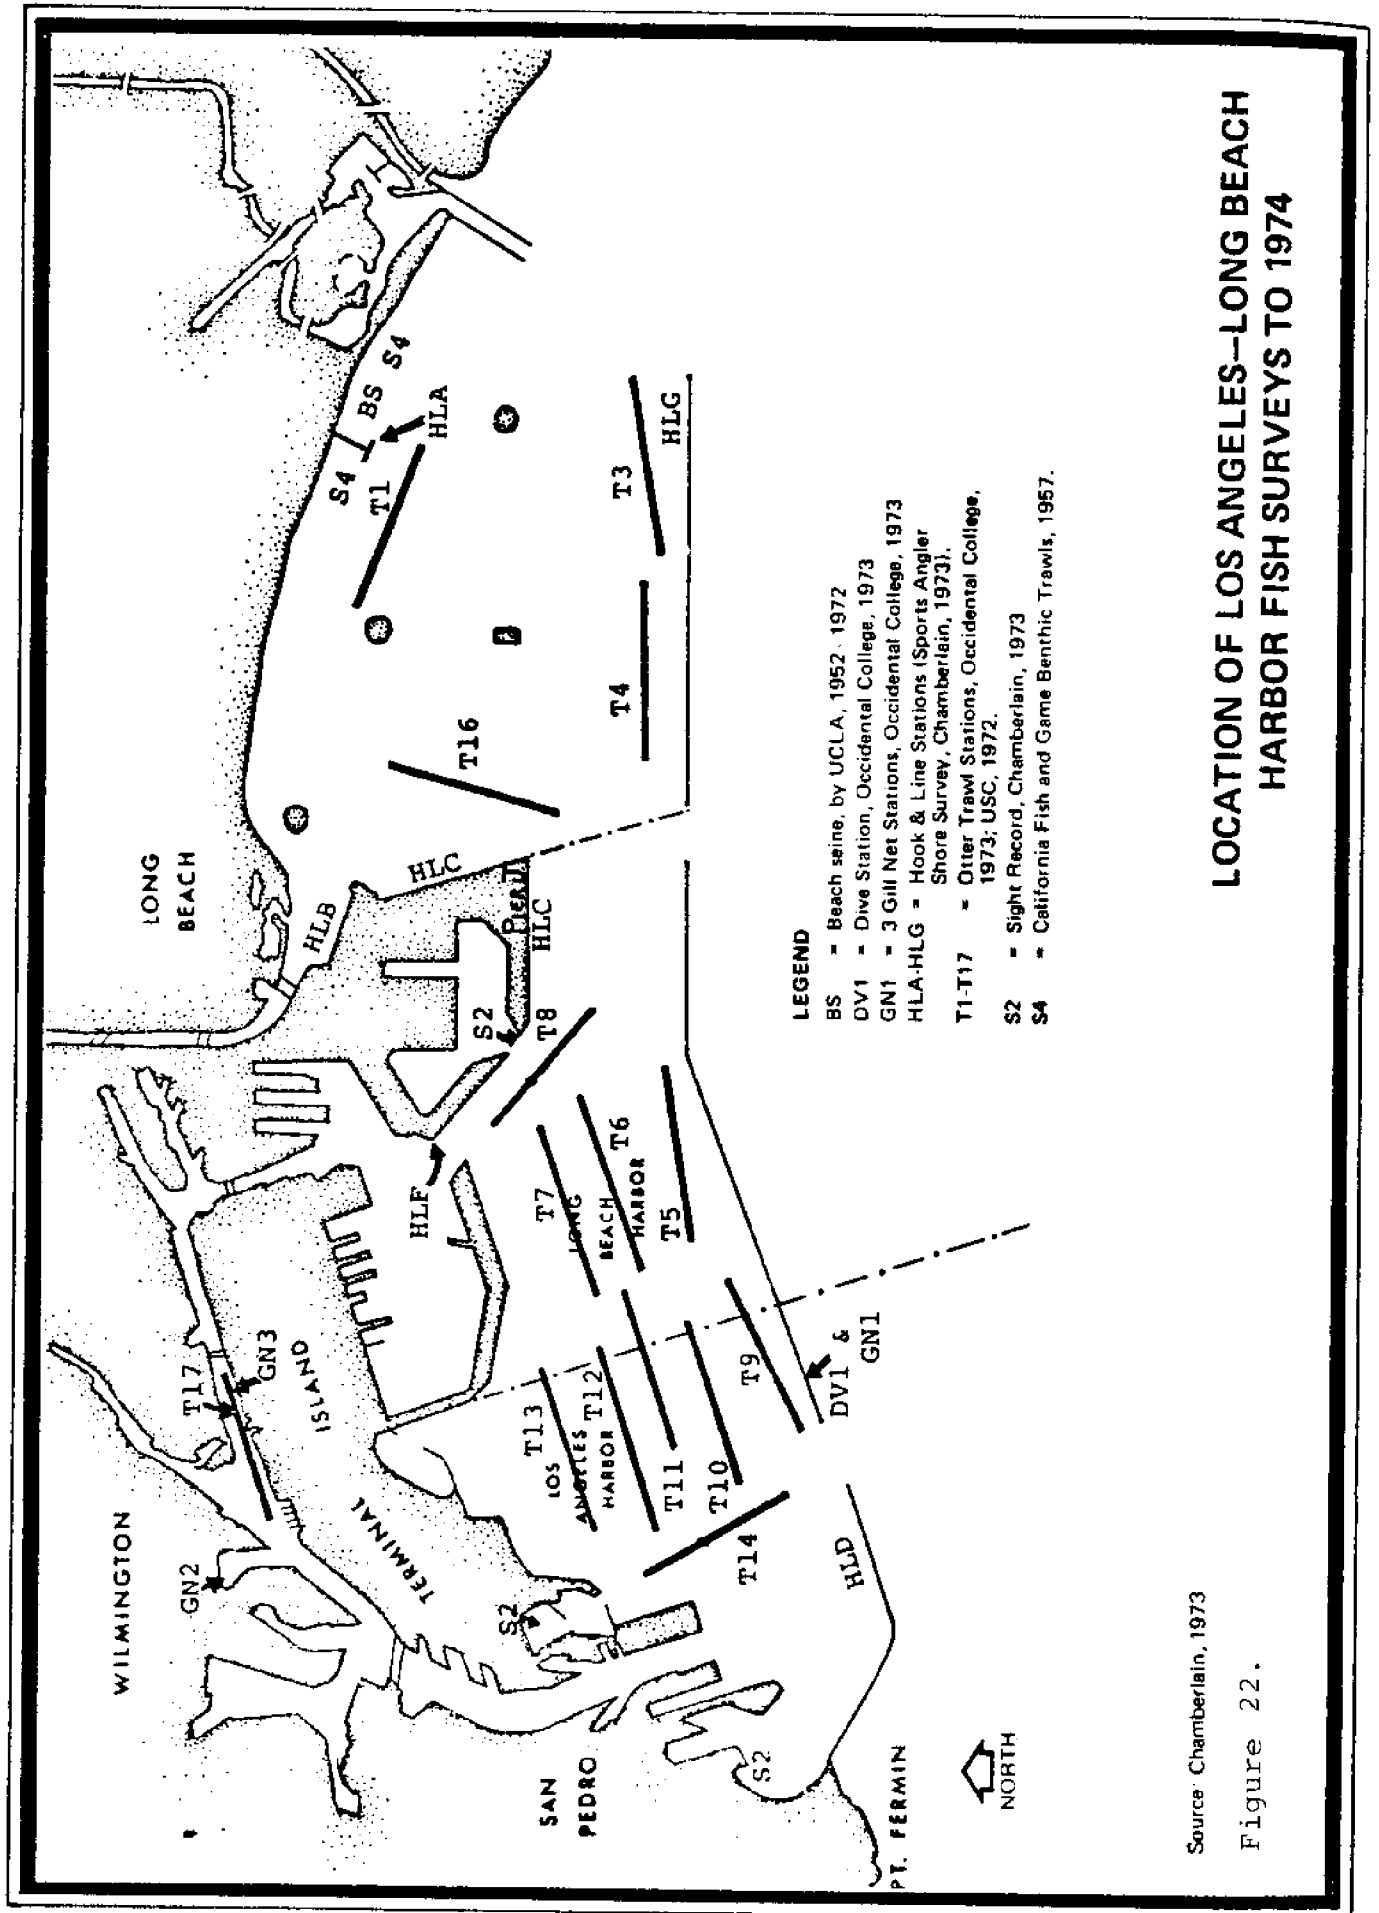 WILMINGTON
LONG
BEACH
GN2
T17
GN3
ISLAND
TERMINAL
HLB
HLC
S4
BS
S4
T1
HLA
HLF
S2
PIER J
HLC
T8
T16
SAN
PEDRO
S2
T13
LOS
ANGELES
HARBOR
T12
T7
LONG
BEACH
HARBOR
T6
T4
T3
HLG
T11
T10
T5
S2
T14
T9
HLD
DV1 &
GN1
PT. FERMIN
NORTH
LEGEND
BS = Beach seine, by UCLA, 1952 - 1972
DV1 = Dive Station, Occidental College, 1973
GN1 = 3 Gill Net Stations, Occidental College, 1973
HLA-HLG = Hook & Line Stations (Sports Angler
Shore Survey, Chamberlain, 1973).
T1-T17 = Otter Trawl Stations, Occidental College,
1973; USC, 1972.
S2 = Sight Record, Chamberlain, 1973
S4 = California Fish and Game Benthic Trawls, 1957.
Source: Chamberlain, 1973
Figure 22.
LOCATION OF LOS ANGELES–LONG BEACH
HARBOR FISH SURVEYS TO 1974